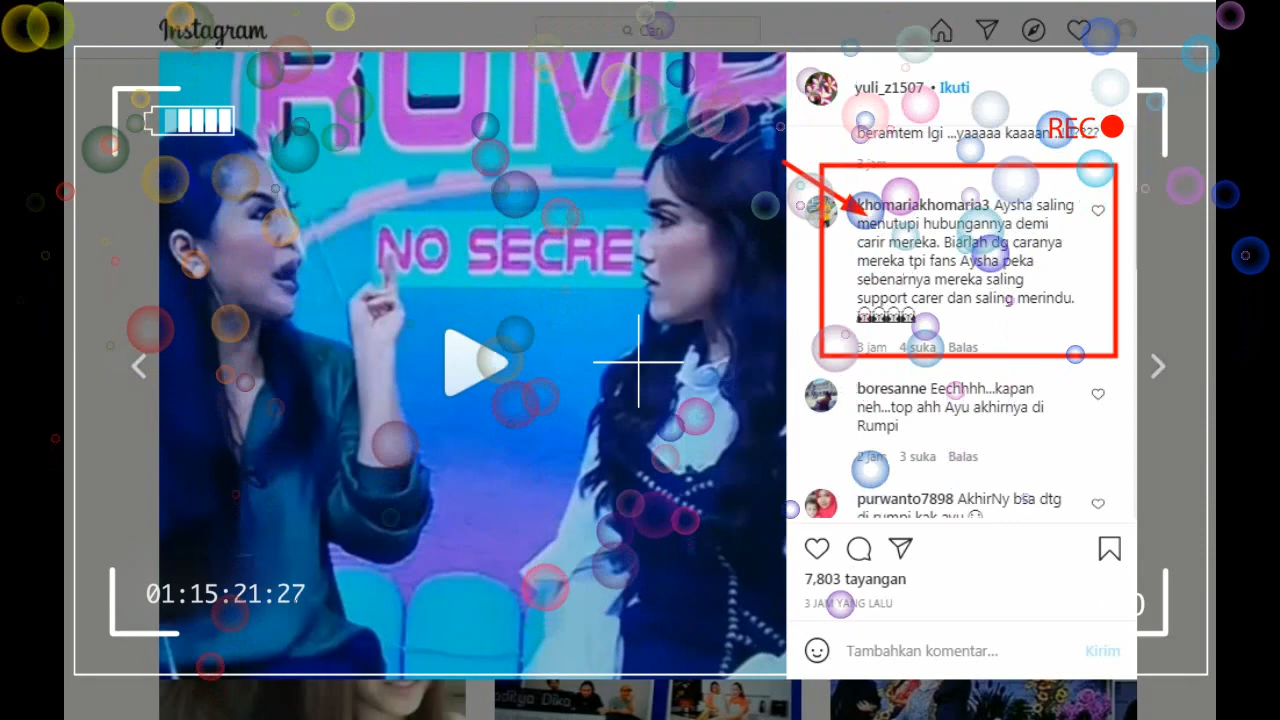 Instagram
Cari
RUMP
NO SECRE
yuli_z1507 • Ikuti
REC
beramtem lgi ...yaaaaa kaaaan
3 jam
khomariakhomaria3 Aysha saling
menutupi hubungannya demi
carir mereka. Biarlah dg caranya
mereka tpi fans Aysha peka
sebenarnya mereka saling
support carer dan saling merindu.
3 jam 4 suka Balas
boresanne Eechhhh...kapan
neh...top ahh Ayu akhirnya di
Rumpi
2 jam 3 suka Balas
purwanto7898 AkhirNy bsa dtg
di rumpi kak ayu
7,803 tayangan
3 JAM YANG LALU
Tambahkan komentar... Kirim
01:15:21:27
aditya Dika